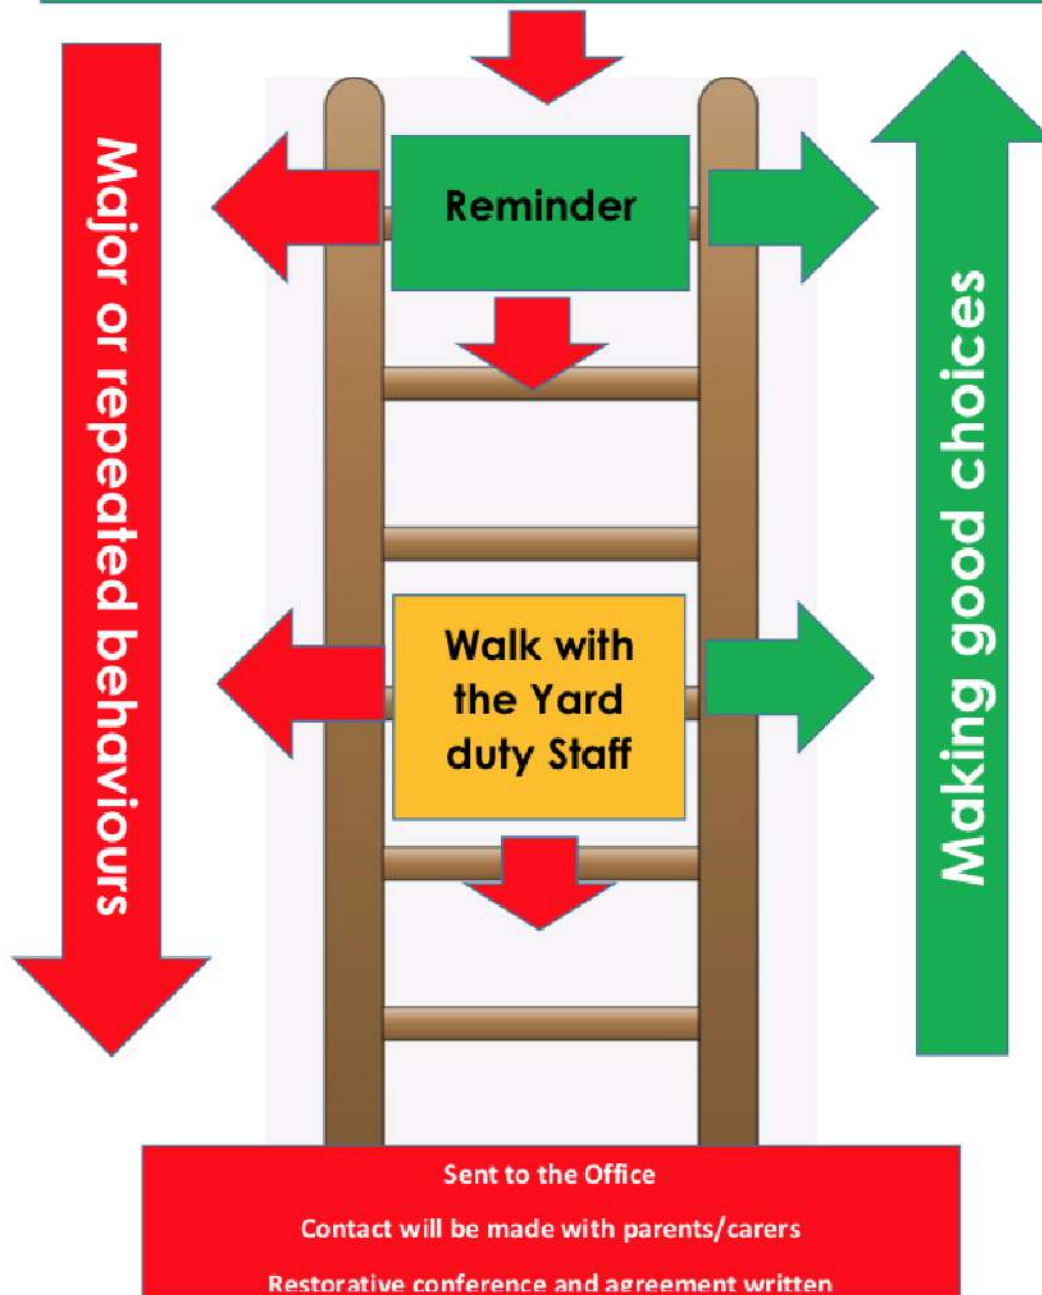 Reminder
Major or repeated behaviours
Making good choices
Walk with
the Yard
duty Staff
Sent to the Office
Contact will be made with parents/carers
Restorative conference and agreement written